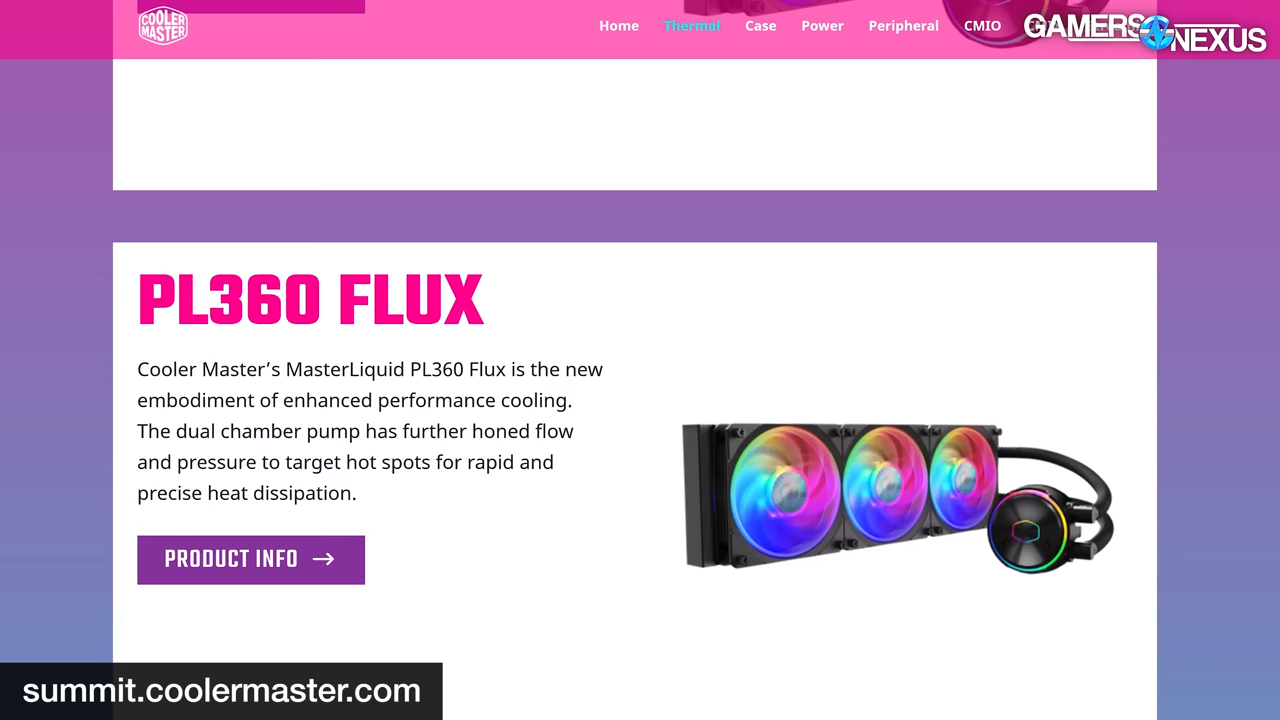 COOLER MASTER
Home
Thermal
Case
Power
Peripheral
CMIO
GAMERS NEXUS
PL360 FLUX
Cooler Master's MasterLiquid PL360 Flux is the new
embodiment of enhanced performance cooling.
The dual chamber pump has further honed flow
and pressure to target hot spots for rapid and
precise heat dissipation.
PRODUCT INFO →
summit.coolermaster.com